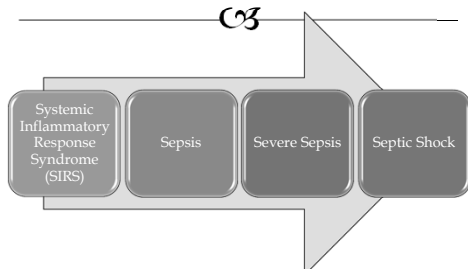 Systemic
Inflammatory
Response
Syndrome
(SIRS)
Sepsis
Severe Sepsis
Septic Shock